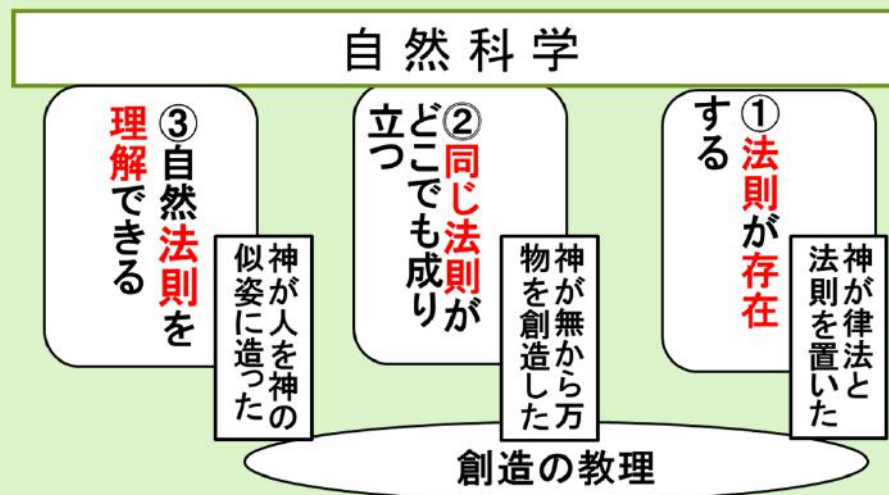 自然科学
①法則が存在
する
神が律法と
法則を置いた
②同じ法則が
どこでも成り
立つ
神が無から万
物を創造した
③自然法則を
理解できる
神が人を神の
似姿に造った
創造の教理